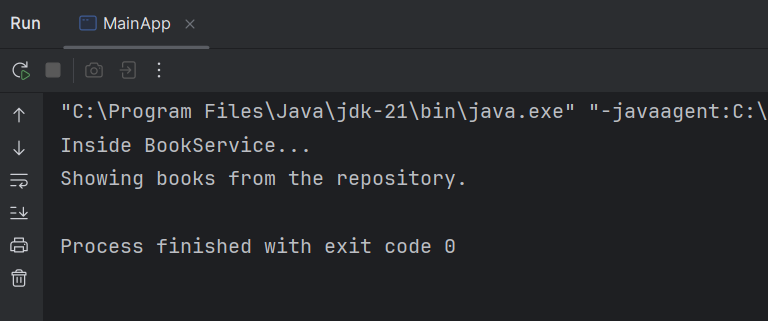 Run
MainApp
"C:\Program Files\Java\jdk-21\bin\java.exe" "-javaagent:C:\
Inside BookService...
Showing books from the repository.
Process finished with exit code 0